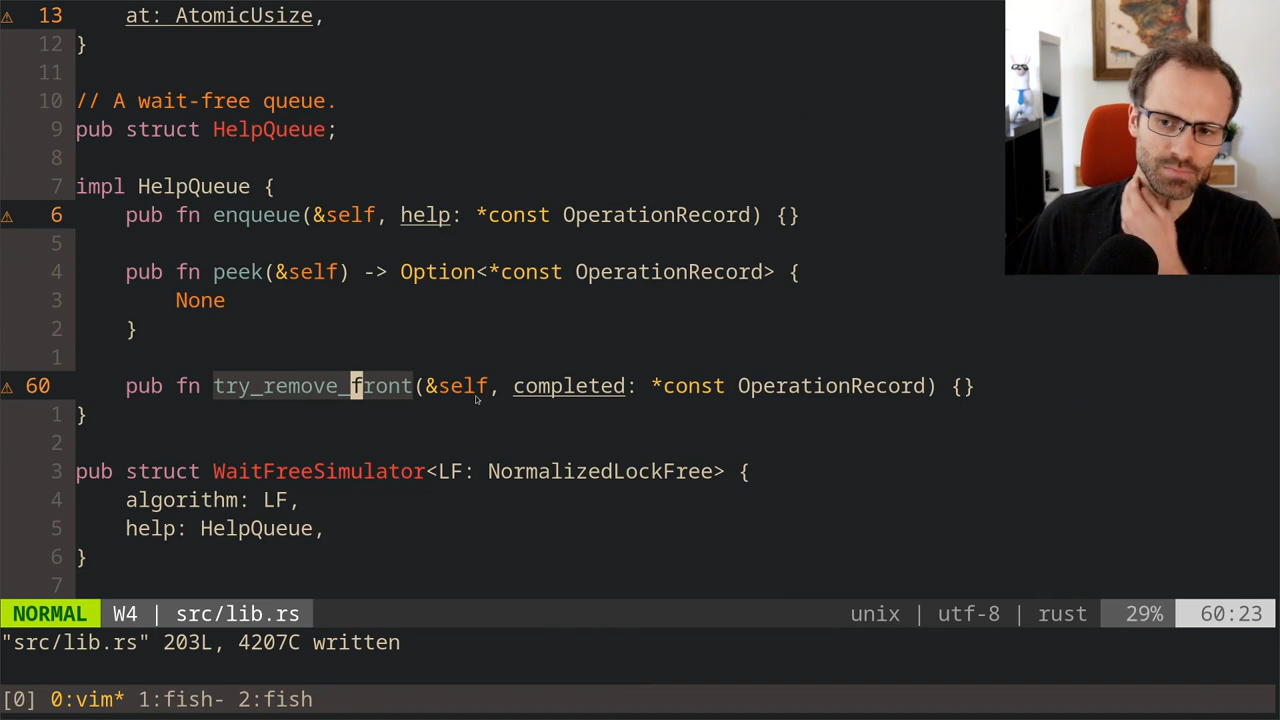 ⚠ 13     at: AtomicUsize,
12 }
11
10 // A wait-free queue.
9 pub struct HelpQueue;
8
7 impl HelpQueue {
⚠ 6     pub fn enqueue(&self, help: *const OperationRecord) {}
5
4     pub fn peek(&self) -> Option<*const OperationRecord> {
3         None
2     }
1
⚠ 60     pub fn try_remove_front(&self, completed: *const OperationRecord) {}
1 }
2
3 pub struct WaitFreeSimulator<LF: NormalizedLockFree> {
4     algorithm: LF,
5     help: HelpQueue,
6 }
7
NORMAL W4 | src/lib.rs unix | utf-8 | rust 29% 60:23
"src/lib.rs" 203L, 4207C written
[0] 0:vim* 1:fish- 2:fish